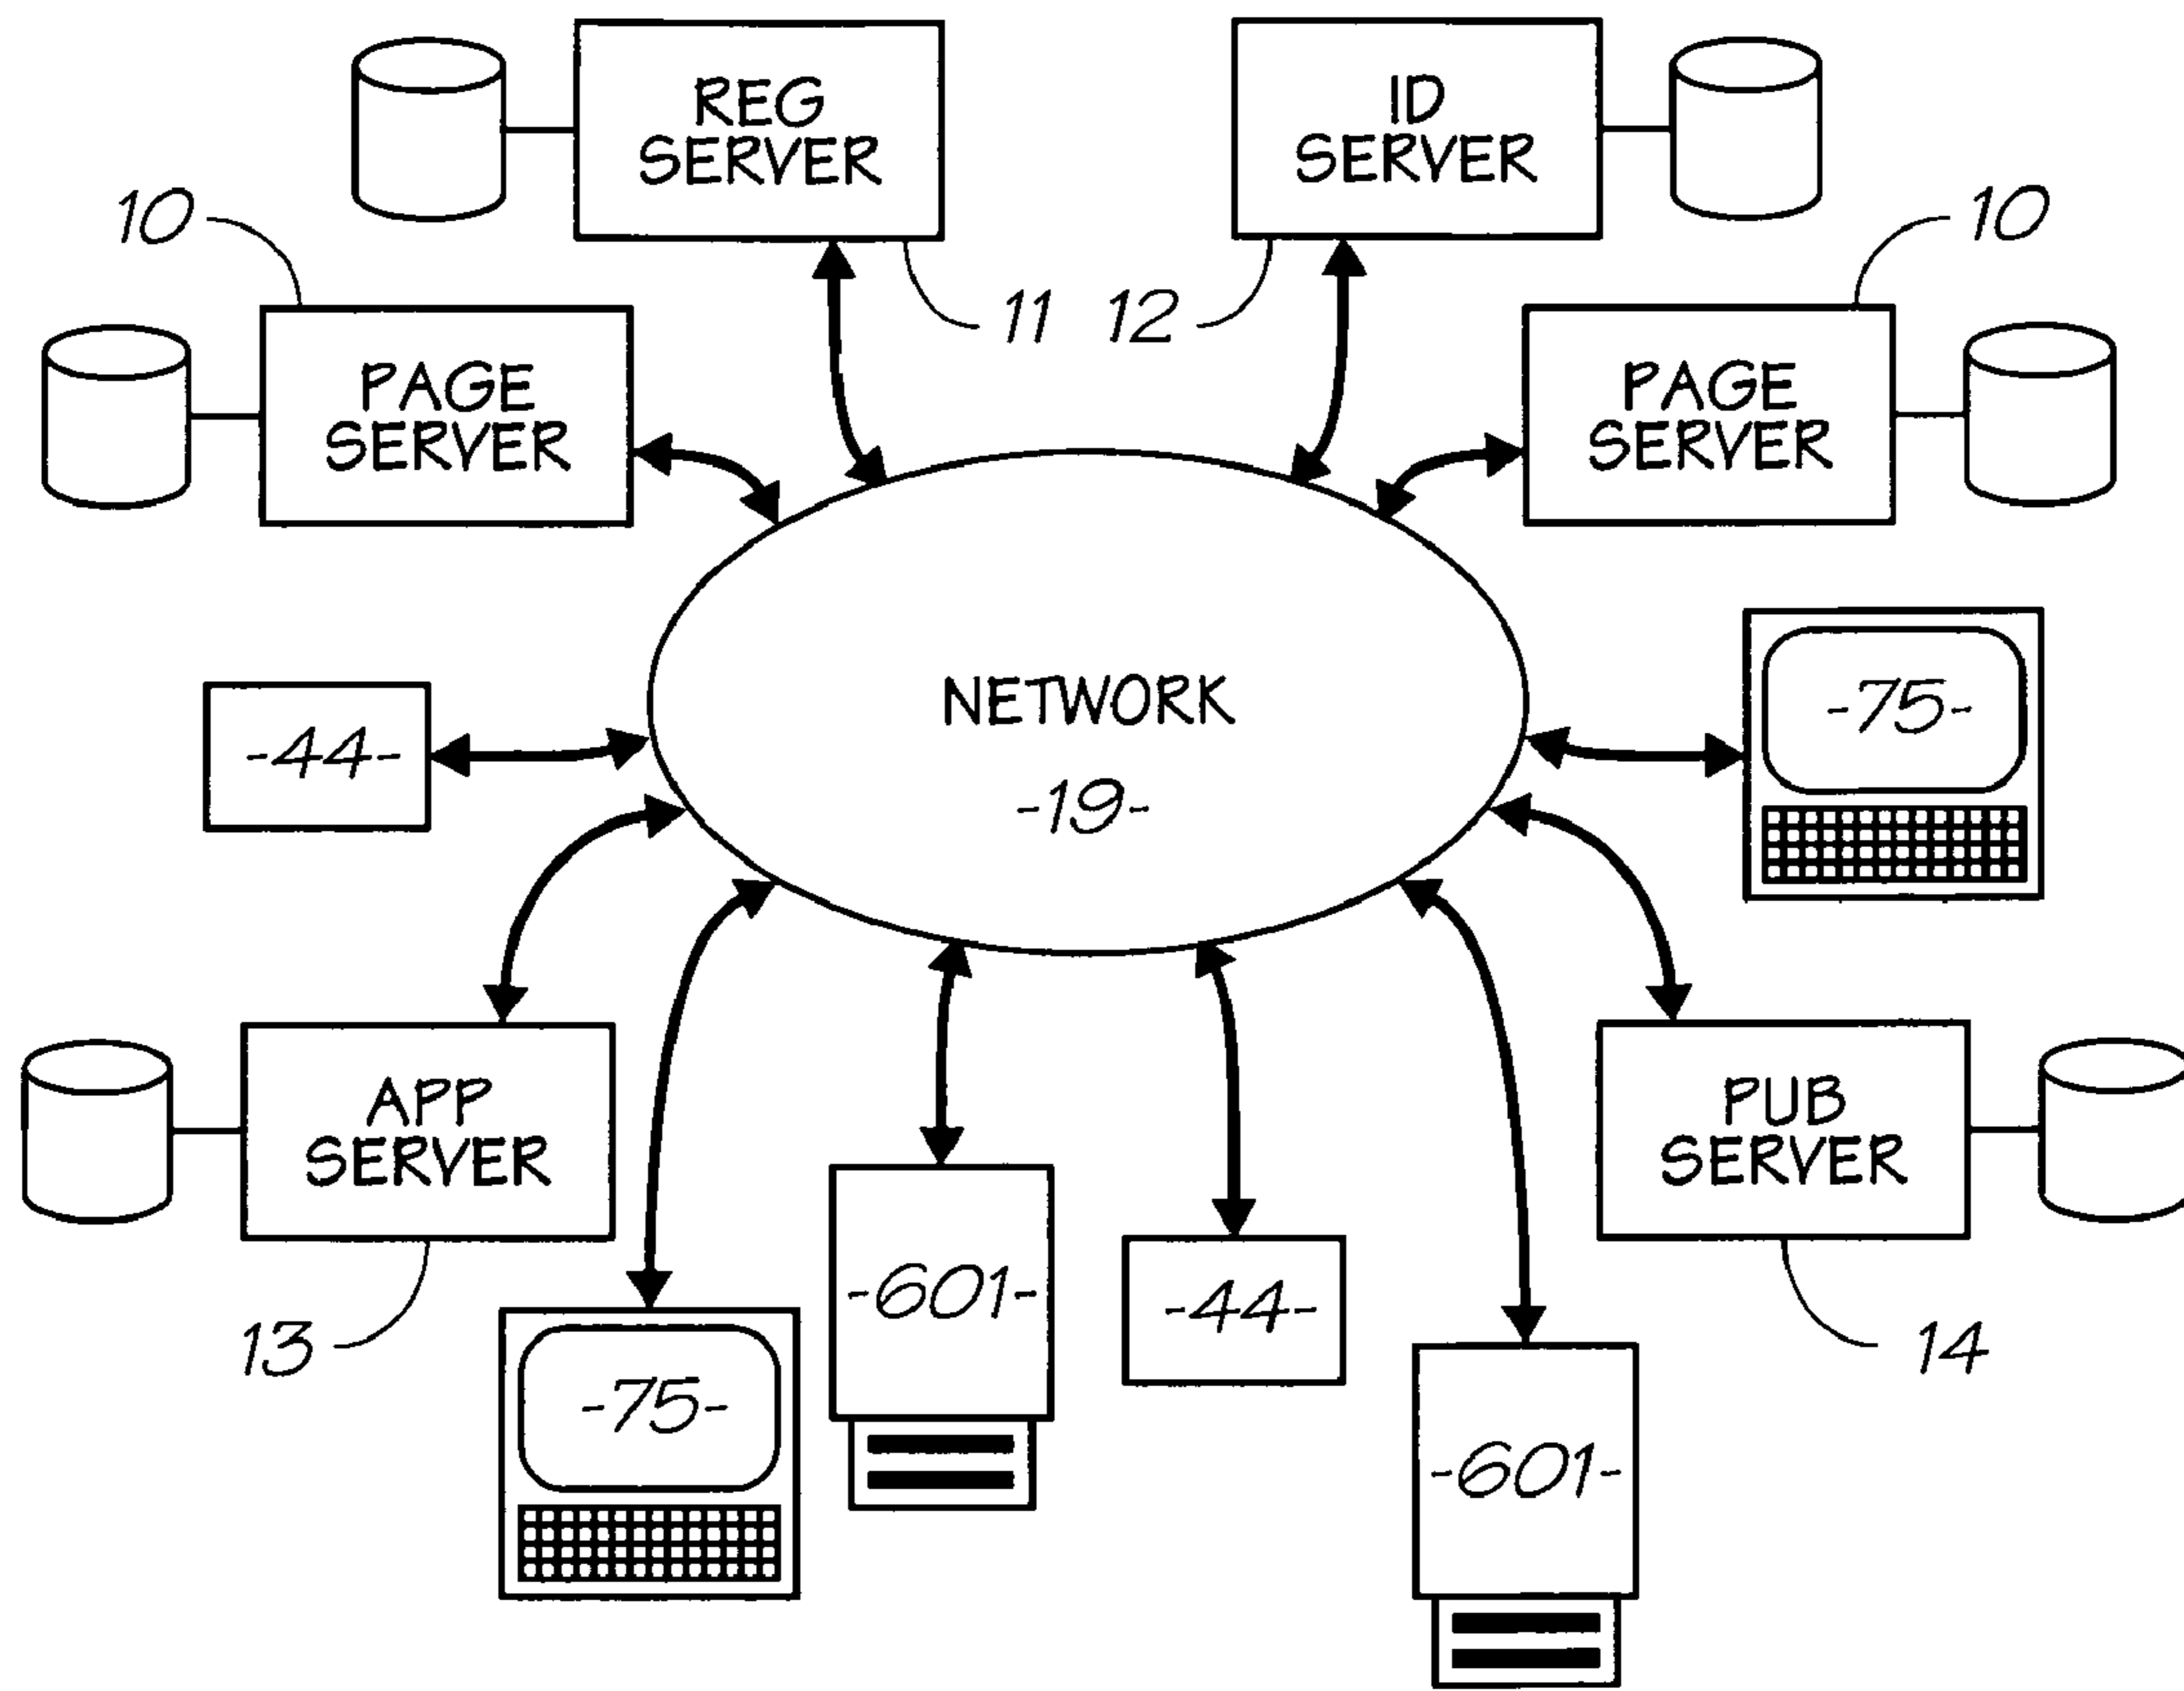 REG
SERVER
ID
SERVER
10
10
11
12
PAGE
SERVER
PAGE
SERVER
NETWORK
-19-
-44-
-75-
APP
SERVER
PUB
SERVER
-601-
-44-
13
14
-75-
-601-